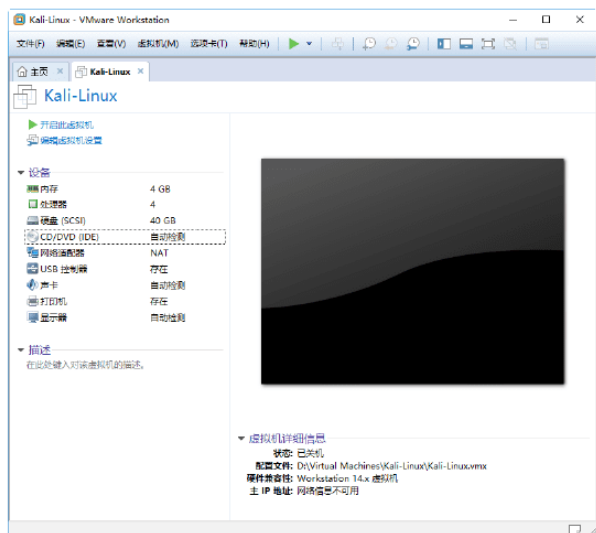 Kali-Linux - VMware Workstation
文件(F) 编辑(E) 查看(V) 虚拟机(M) 选项卡(T) 帮助(H)
主页 Kali-Linux
Kali-Linux
开启此虚拟机
编辑虚拟机设置
设备
内存 4 GB
处理器 4
硬盘 (SCSI) 40 GB
CD/DVD (IDE) 自动检测
网络适配器 NAT
USB 控制器 存在
声卡 自动检测
打印机 存在
显示器 自动检测
描述
在此处键入对该虚拟机的描述。
虚拟机详细信息
状态: 已关机
配置文件: D:\Virtual Machines\Kali-Linux\Kali-Linux.vmx
硬件兼容性: Workstation 14.x 虚拟机
主 IP 地址: 网络信息不可用